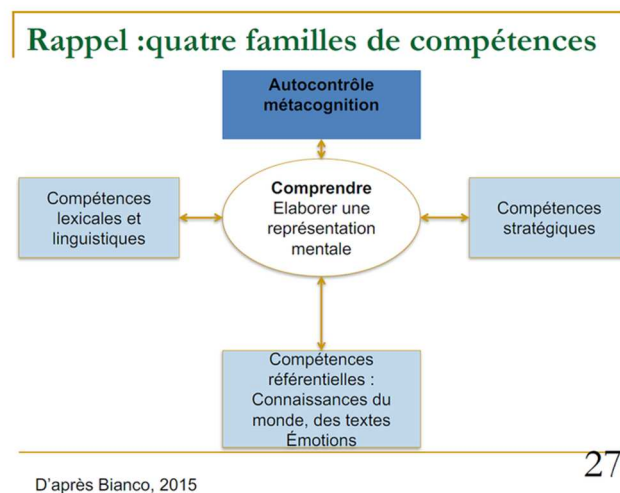 Rappel :quatre familles de compétences
Autocontrôle
métacognition
Compétences
lexicales et
linguistiques
Comprendre
Elaborer une
représentation
mentale
Compétences
stratégiques
Compétences
référentielles :
Connaissances du
monde, des textes
Émotions
D'après Bianco, 2015
27